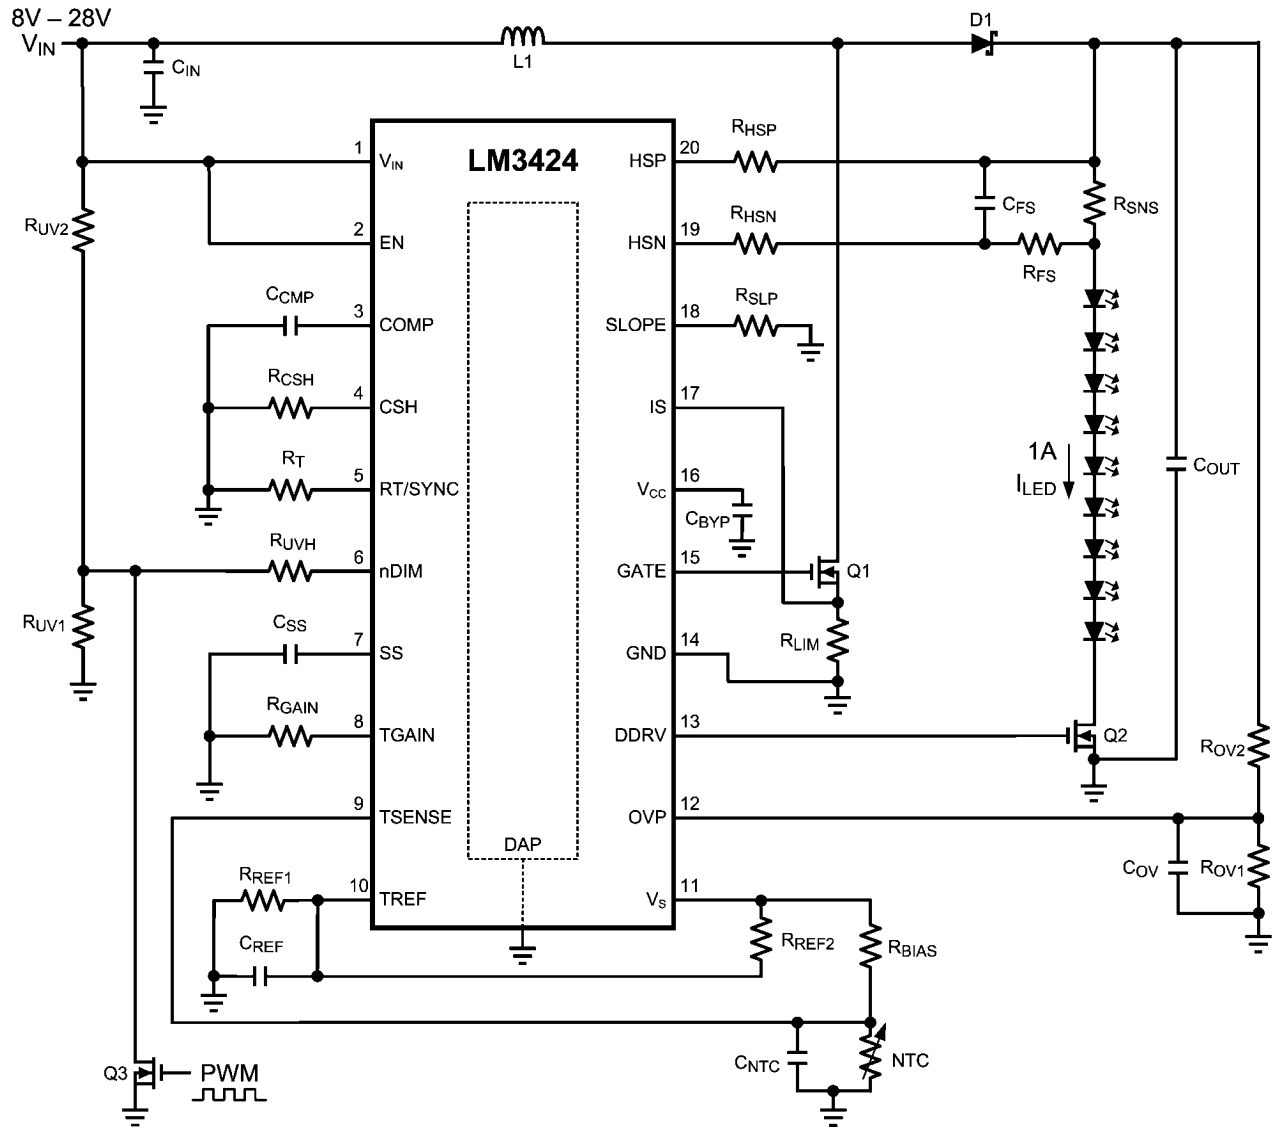 8V – 28V
VIN
CIN
L1
D1
LM3424
RUV2
1
VIN
2
EN
CCMP
3
COMP
RCSH
4
CSH
RT
5
RT/SYNC
RUVH
6
nDIM
RUV1
CSS
7
SS
RGAIN
8
TGAIN
9
TSENSE
RREF1
10
TREF
CREF
DAP
HSP
20
RHSP
HSN
19
RHSN
CFS
RSNS
RFS
SLOPE
18
RSLP
IS
17
VCC
16
CBYP
GATE
15
Q1
RLIM
GND
14
DDRV
13
Q2
OVP
12
VS
11
1A
ILED
COUT
ROV2
COV
ROV1
RREF2
RBIAS
CNTC
NTC
Q3
PWM